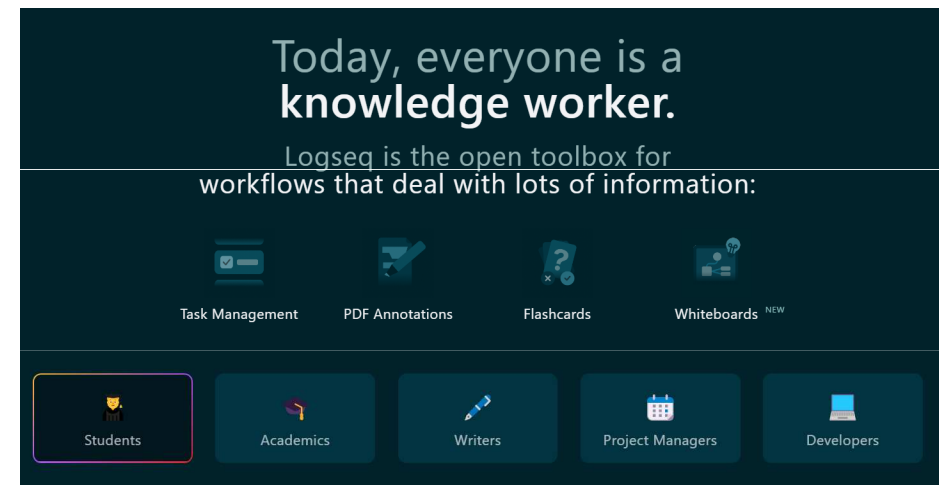 Today, everyone is a
knowledge worker.
Logseq is the open toolbox for
workflows that deal with lots of information:
Task Management PDF Annotations Flashcards Whiteboards NEW
Students Academics Writers Project Managers Developers